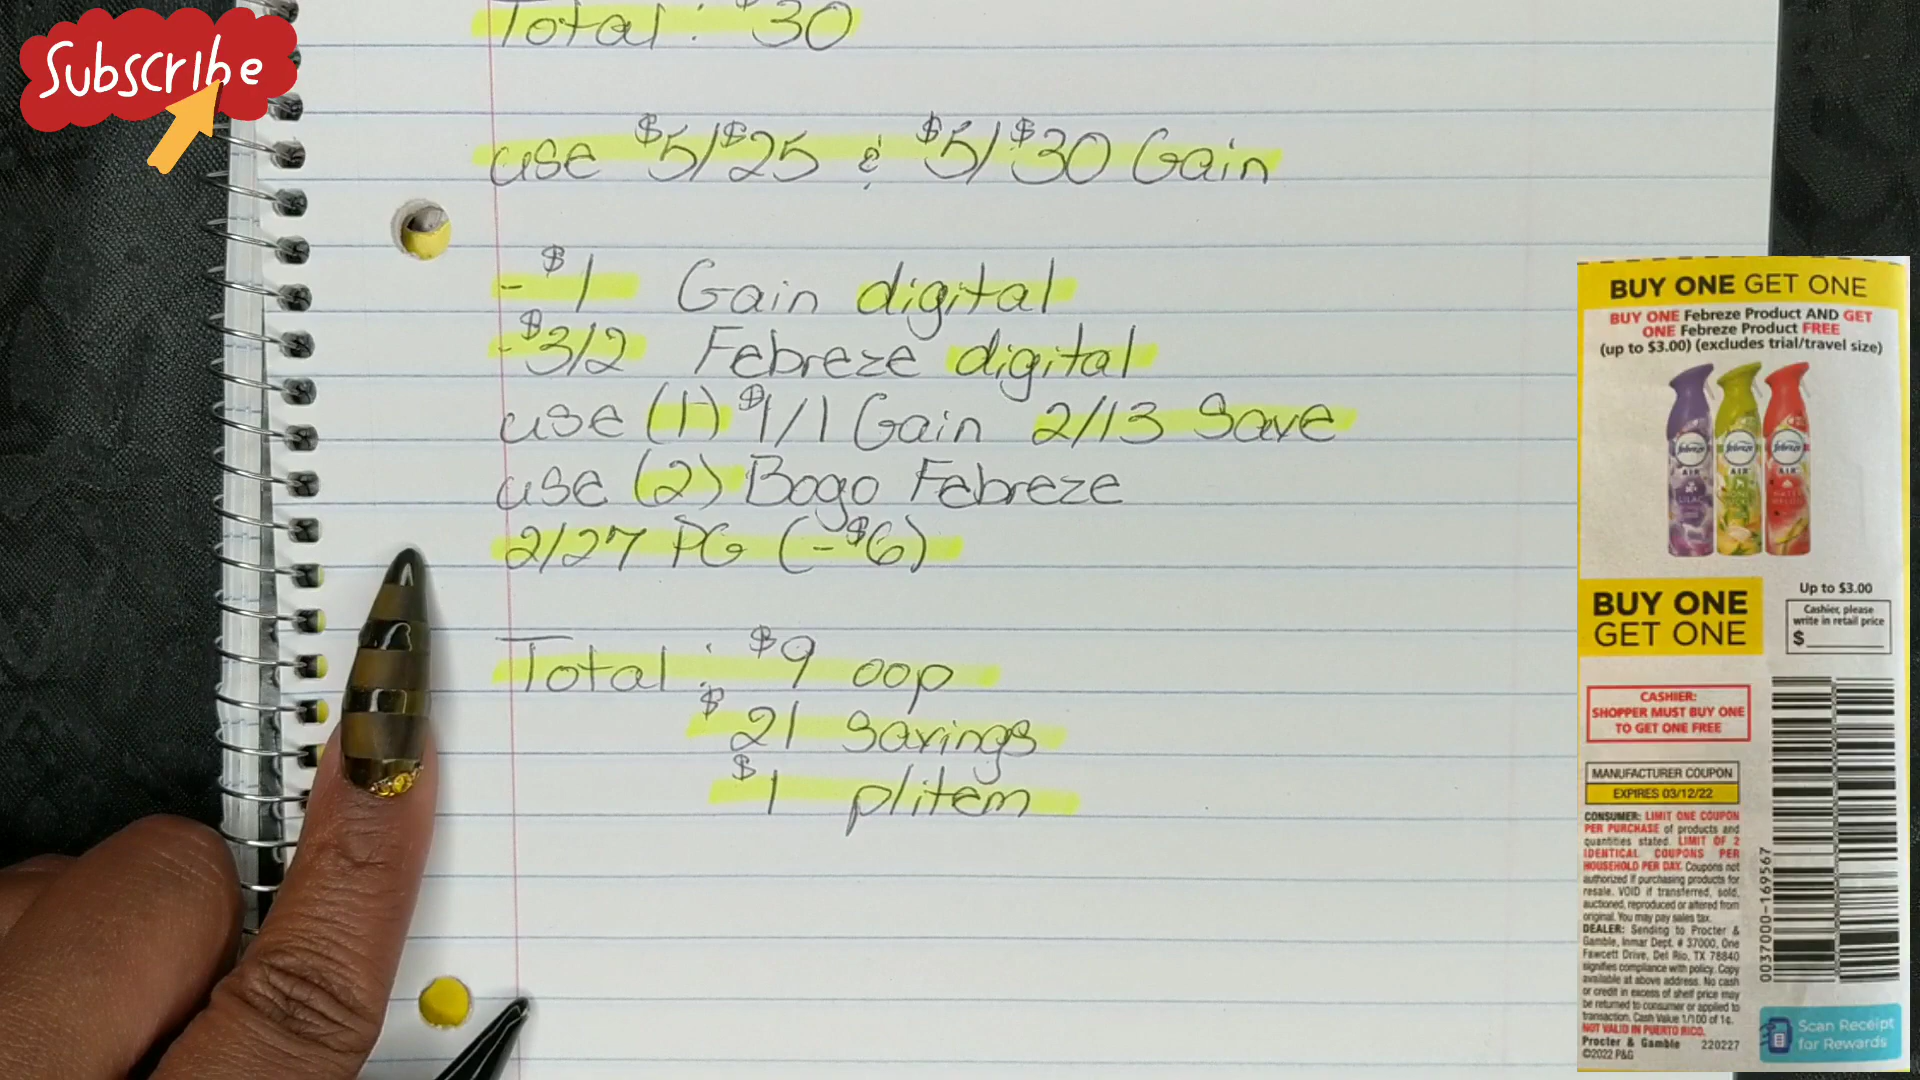 Subscribe
Total: $30
use $5/$25 & $5/$30 Gain
-$1 Gain digital
-$3/2 Febreze digital
use (1) $1/1 Gain 2/13 Save
use (2) Bogo Febreze
2/27 PG (-$6)
Total: $9 oop
$21 Savings
$1 p/item
BUY ONE GET ONE
BUY ONE Febreze Product AND GET
ONE Febreze Product FREE
(up to $3.00) (excludes trial/travel size)
febreze febreze febreze
AIR AIR AIR
BUY ONE
GET ONE
Up to $3.00
Cashier, please
write in retail price
$
CASHIER:
SHOPPER MUST BUY ONE
TO GET ONE FREE
MANUFACTURER COUPON
EXPIRES 03/12/22
CONSUMER: LIMIT ONE COUPON
PER PURCHASE of products and
quantities stated. LIMIT OF 2
IDENTICAL COUPONS PER
HOUSEHOLD PER DAY. Coupons not
authorized if purchasing products for
resale. VOID if transferred, sold,
auctioned, reproduced or altered from
original. You may pay sales tax.
DEALER: Sending to Procter &
Gamble, Inmar Dept. # 37000, One
Fawcett Drive, Del Rio, TX 78840
signifies compliance with policy. Copy
available at above address. No cash
or credit in excess of shelf price may
be returned to consumer or applied to
transaction. Cash Value 1/100 of 1¢.
NOT VALID IN PUERTO RICO.
Procter & Gamble 220227
©2022 P&G
0037000-169567
Scan Receipt
for Rewards